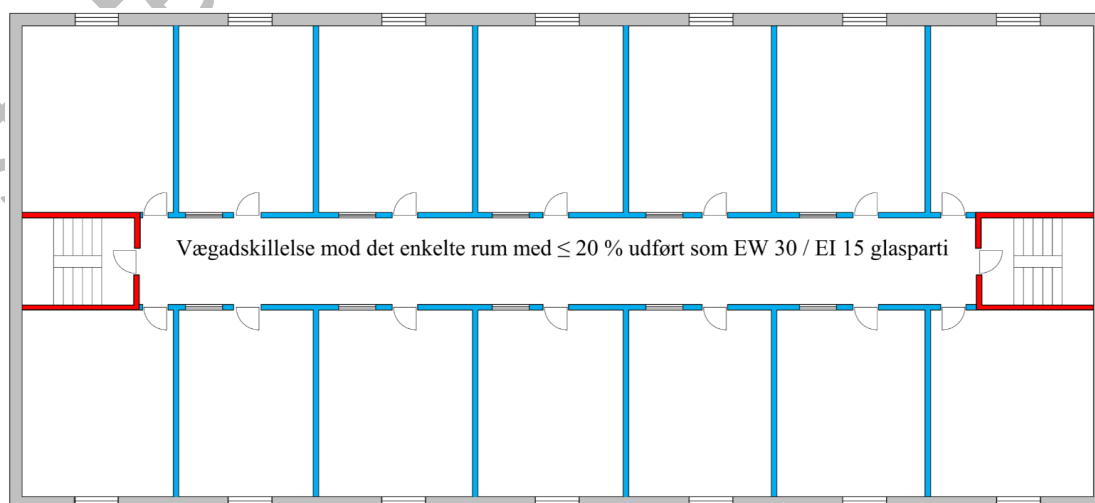 Vægadskillelse mod det enkelte rum med ≤ 20 % udført som EW 30 / EI 15 glasparti